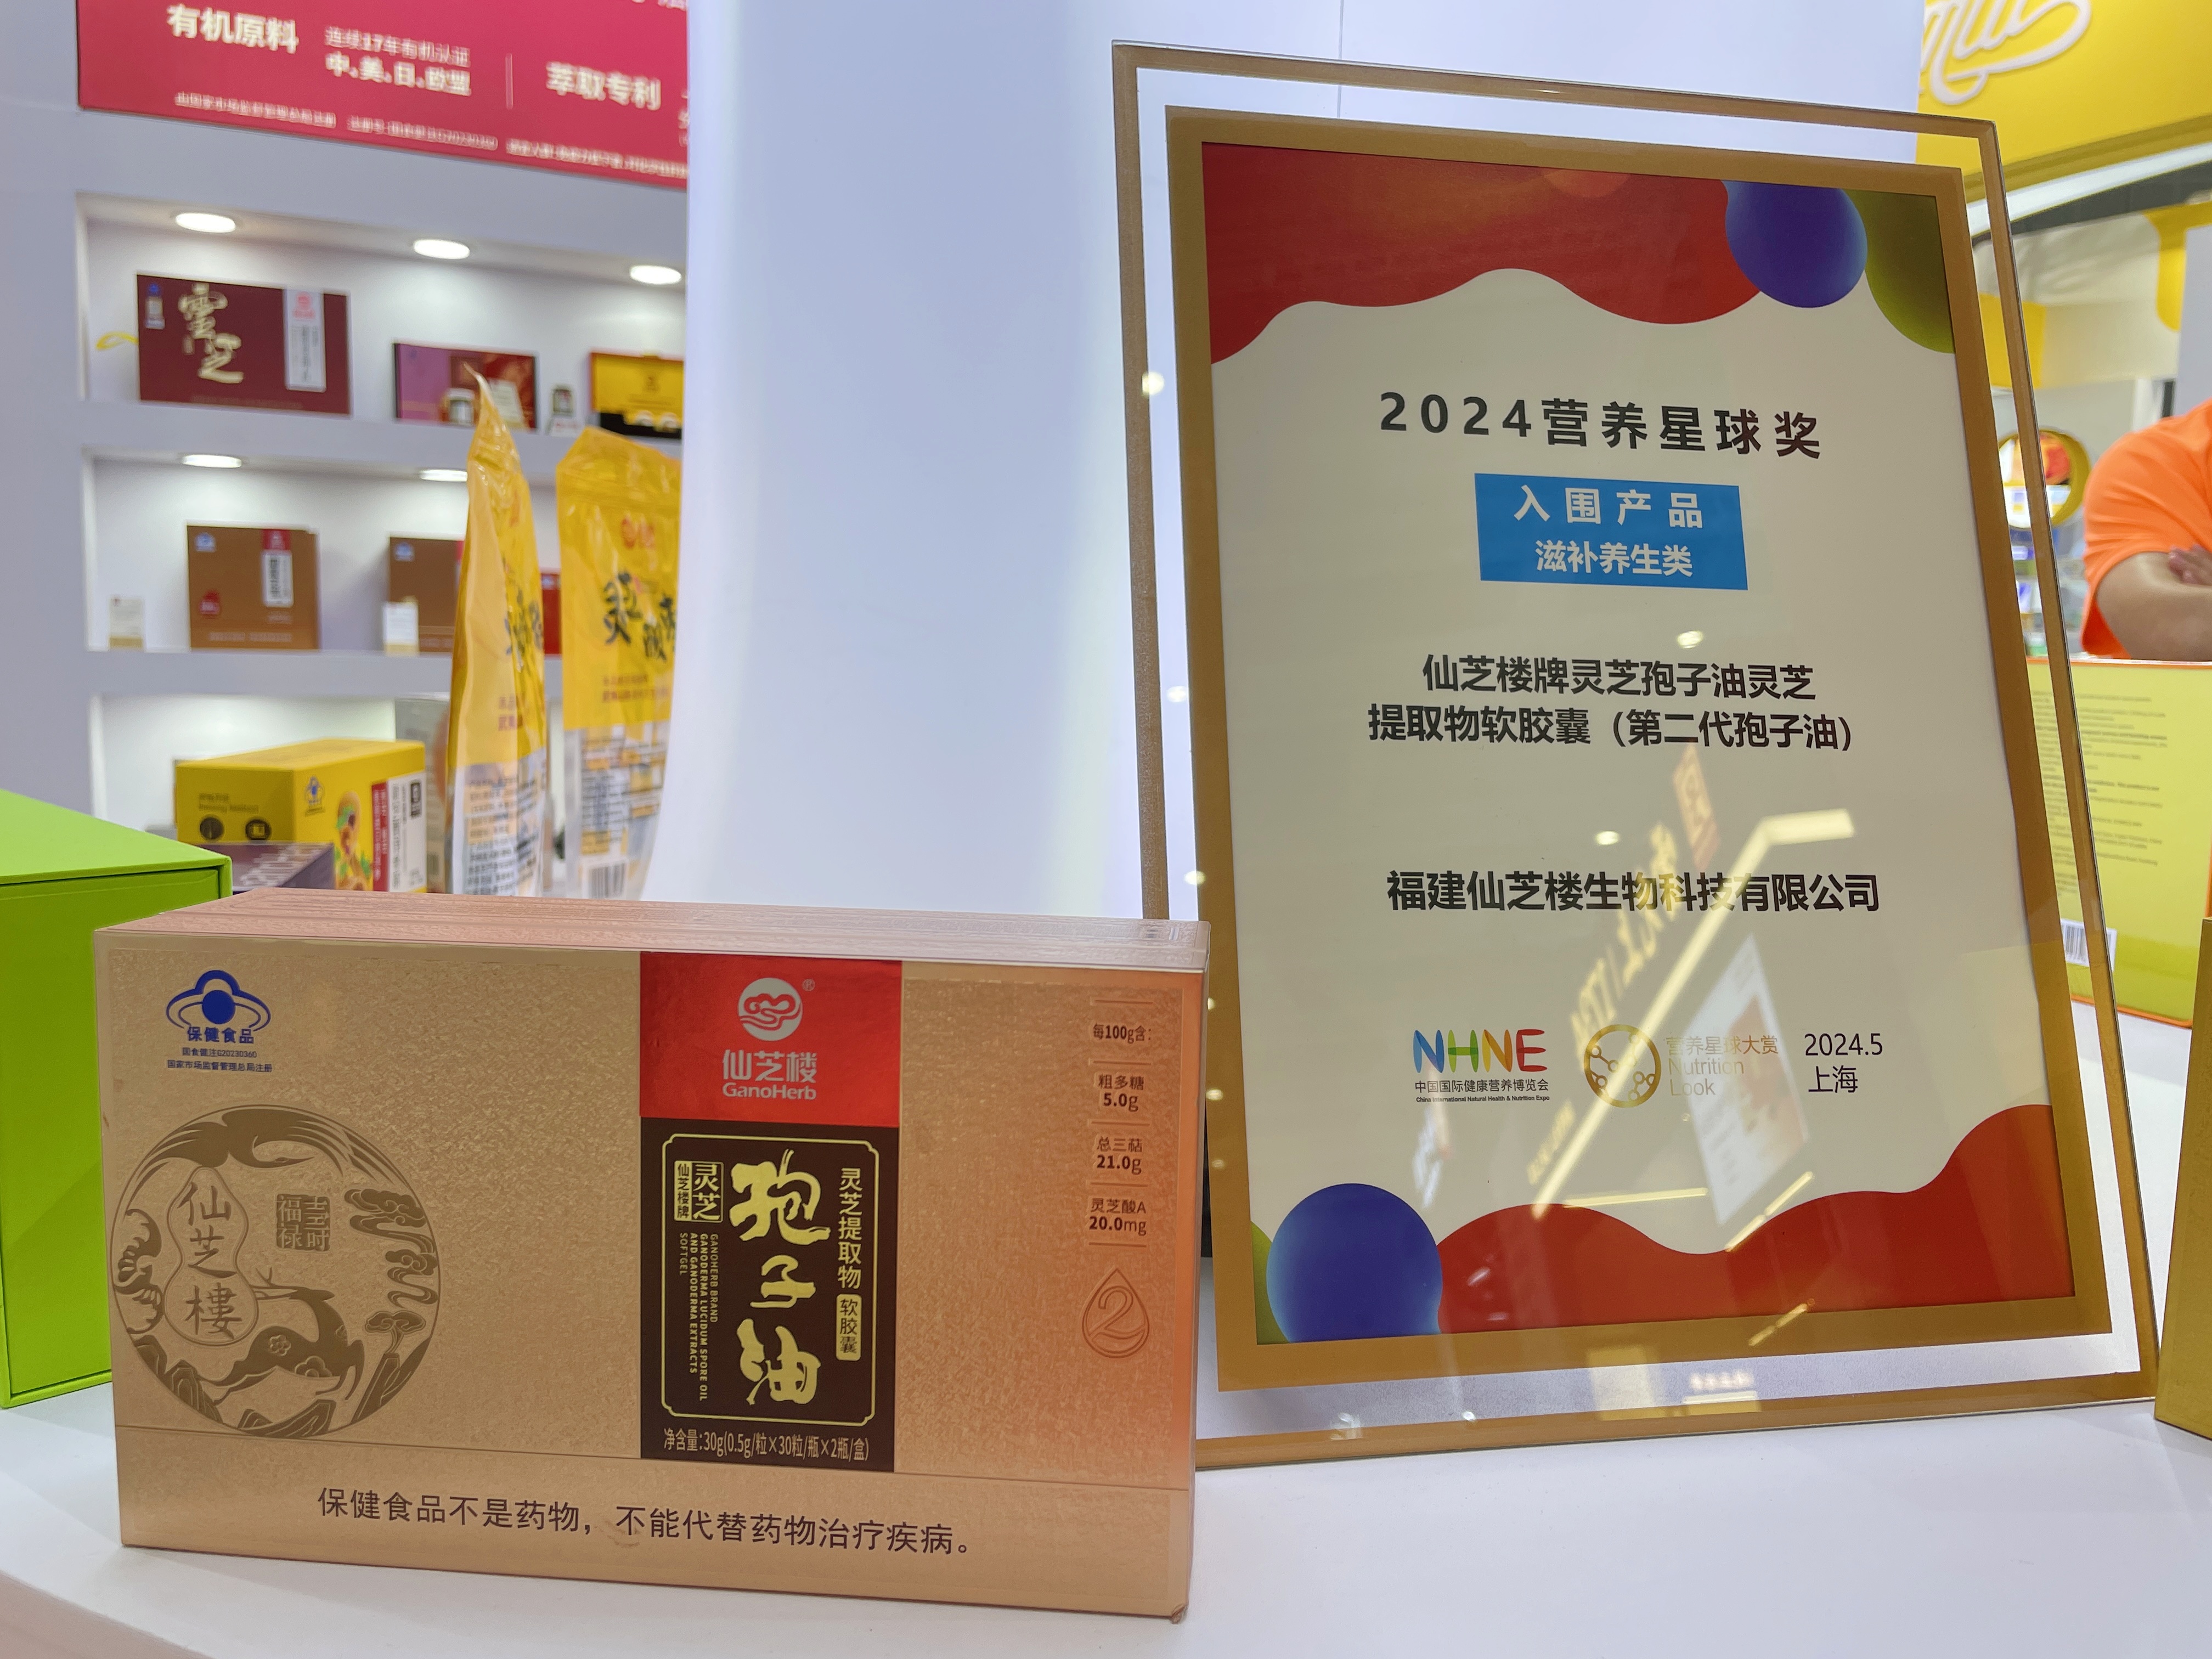 有机原料
连续17年有机认证
中、美、日、欧盟
萃取专利
靈芝
2024营养星球奖
入围产品
滋补养生类
仙芝楼牌灵芝孢子油灵芝
提取物软胶囊（第二代孢子油）
福建仙芝楼生物科技有限公司
NHNE
中国国际健康营养博览会
China International Natural Health & Nutrition Expo
营养星球大赏
Nutrition
Look
2024.5
上海
保健食品
国食健注G20230360
国家市场监督管理总局注册
仙芝樓
福禄
吉时
仙芝楼
GanoHerb
®
仙芝楼牌
灵芝
孢子油
灵芝提取物
软胶囊
GANOHERB BRAND
GANODERMA LUCIDUM SPORE OIL
AND GANODERMA EXTRACTS
SOFTGEL
净含量:30g(0.5g/粒×30粒/瓶×2瓶/盒)
每100g含:
粗多糖
5.0g
总三萜
21.0g
灵芝酸A
20.0mg
2
保健食品不是药物，不能代替药物治疗疾病。